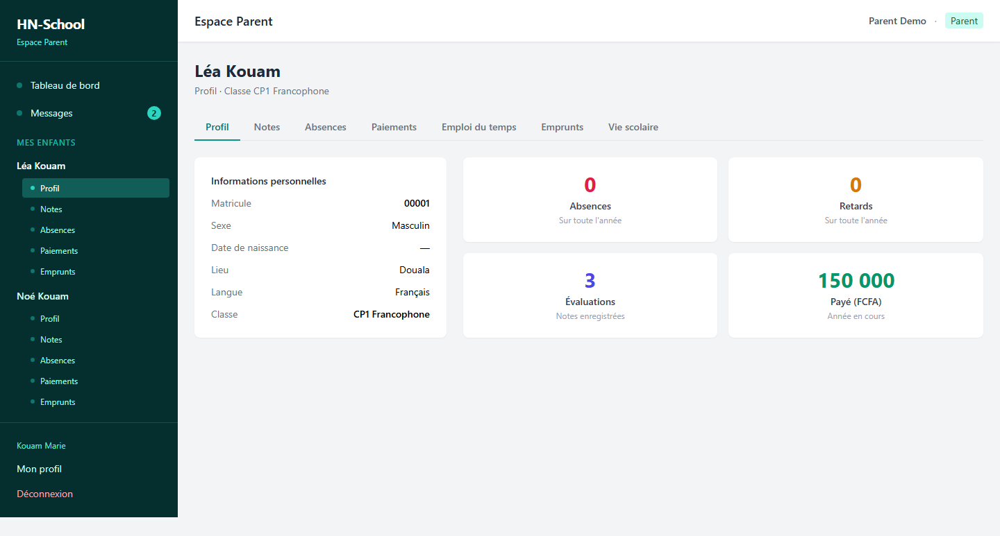 HN-School
Espace Parent
Tableau de bord
Messages 2
MES ENFANTS
Léa Kouam
Profil
Notes
Absences
Paiements
Emprunts
Noé Kouam
Profil
Notes
Absences
Paiements
Emprunts
Kouam Marie
Mon profil
Déconnexion
Espace Parent
Parent Demo · Parent
Léa Kouam
Profil · Classe CP1 Francophone
Profil Notes Absences Paiements Emploi du temps Emprunts Vie scolaire
Informations personnelles
Matricule 00001
Sexe Masculin
Date de naissance —
Lieu Douala
Langue Français
Classe CP1 Francophone
0
Absences
Sur toute l'année
0
Retards
Sur toute l'année
3
Évaluations
Notes enregistrées
150 000
Payé (FCFA)
Année en cours